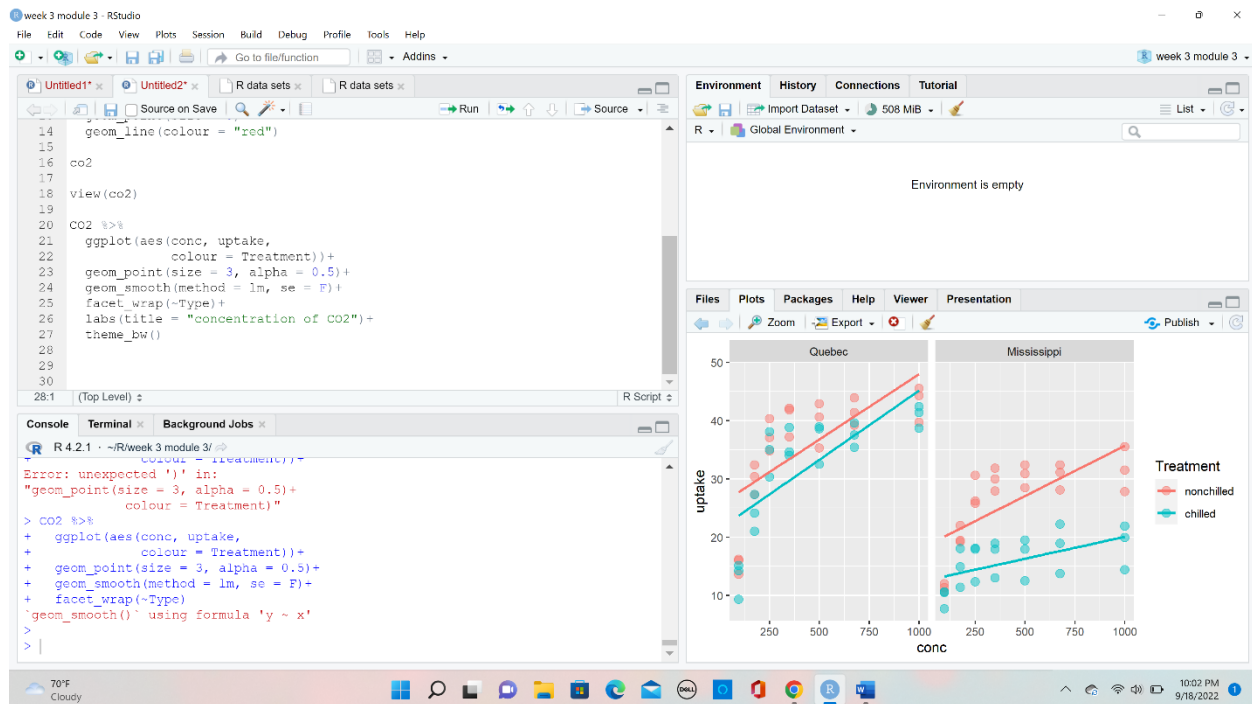 week 3 module 3 - RStudio
File Edit Code View Plots Session Build Debug Profile Tools Help
Go to file/function Addins
week 3 module 3
Untitled1* Untitled2* R data sets R data sets
Source on Save Run Source
14 geom_line(colour = "red")
15
16 co2
17
18 view(co2)
19
20 CO2 %>%
21 ggplot(aes(conc, uptake,
22 colour = Treatment))+
23 geom_point(size = 3, alpha = 0.5)+
24 geom_smooth(method = lm, se = F)+
25 facet_wrap(~Type)+
26 labs(title = "concentration of CO2")+
27 theme_bw()
28
29
30
28:1 (Top Level) R Script
Console Terminal Background Jobs
R 4.2.1 · ~/R/week 3 module 3/
+ colour = Treatment))+
Error: unexpected ')' in:
"geom_point(size = 3, alpha = 0.5)+
colour = Treatment)"
> CO2 %>%
+ ggplot(aes(conc, uptake,
+ colour = Treatment))+
+ geom_point(size = 3, alpha = 0.5)+
+ geom_smooth(method = lm, se = F)+
+ facet_wrap(~Type)
`geom_smooth()` using formula 'y ~ x'
>
>
Environment History Connections Tutorial
Import Dataset 508 MiB List
R Global Environment
Environment is empty
Files Plots Packages Help Viewer Presentation
Zoom Export Publish
Quebec Mississippi
50
40
30
20
10
uptake
250 500 750 1000 250 500 750 1000
conc
Treatment
nonchilled
chilled
70°F
Cloudy
DELL
10:02 PM
9/18/2022
1